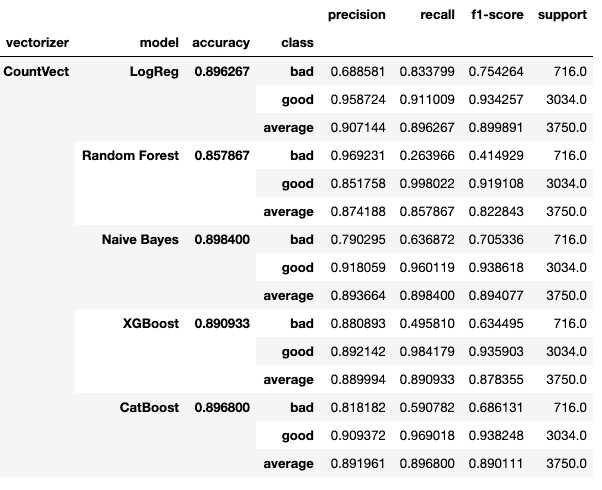 precision recall f1-score support
vectorizer model accuracy class
CountVect LogReg 0.896267 bad 0.688581 0.833799 0.754264 716.0
good 0.958724 0.911009 0.934257 3034.0
average 0.907144 0.896267 0.899891 3750.0
Random Forest 0.857867 bad 0.969231 0.263966 0.414929 716.0
good 0.851758 0.998022 0.919108 3034.0
average 0.874188 0.857867 0.822843 3750.0
Naive Bayes 0.898400 bad 0.790295 0.636872 0.705336 716.0
good 0.918059 0.960119 0.938618 3034.0
average 0.893664 0.898400 0.894077 3750.0
XGBoost 0.890933 bad 0.880893 0.495810 0.634495 716.0
good 0.892142 0.984179 0.935903 3034.0
average 0.889994 0.890933 0.878355 3750.0
CatBoost 0.896800 bad 0.818182 0.590782 0.686131 716.0
good 0.909372 0.969018 0.938248 3034.0
average 0.891961 0.896800 0.890111 3750.0